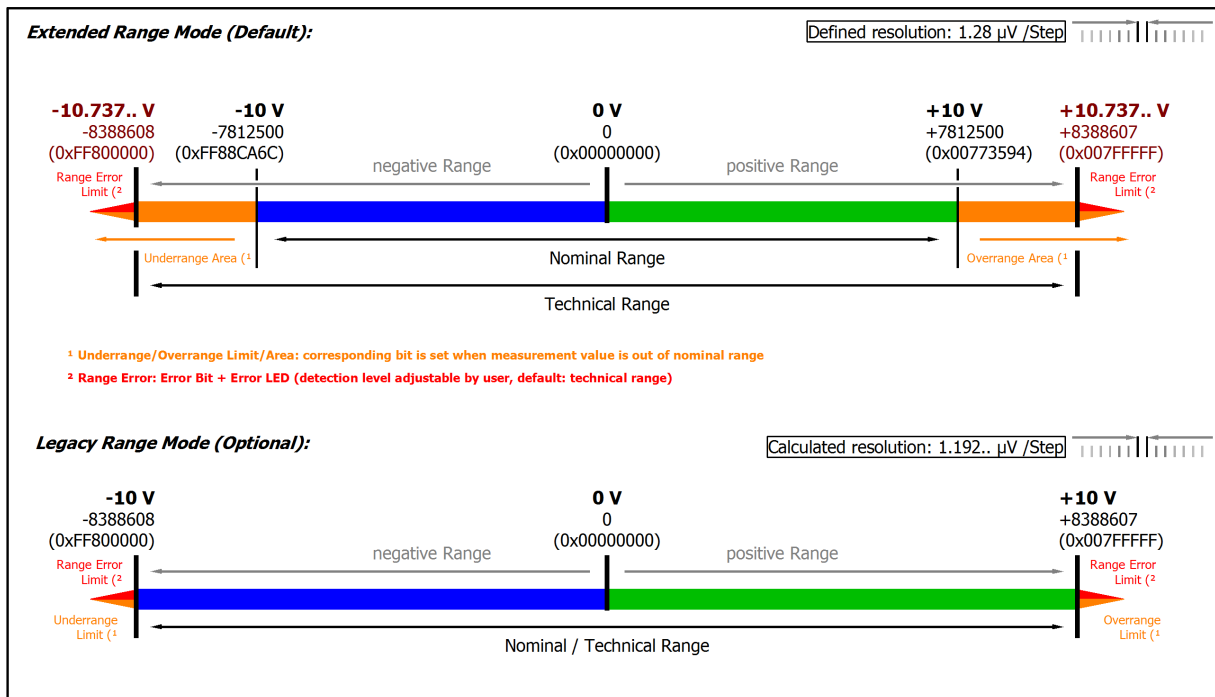 Extended Range Mode (Default):
Defined resolution: 1.28 µV /Step
-10.737.. V
-10 V
0 V
+10 V
+10.737.. V
-8388608
-7812500
0
+7812500
+8388607
(0xFF800000)
(0xFF88CA6C)
(0x00000000)
(0x00773594)
(0x007FFFFF)
negative Range
positive Range
Range Error
Limit (²
Range Error
Limit (²
Underrange Area (¹
Nominal Range
Overrange Area (¹
Technical Range
¹ Underrange/Overrange Limit/Area: corresponding bit is set when measurement value is out of nominal range
² Range Error: Error Bit + Error LED (detection level adjustable by user, default: technical range)
Legacy Range Mode (Optional):
Calculated resolution: 1.192.. µV /Step
-10 V
0 V
+10 V
-8388608
0
+8388607
(0xFF800000)
(0x00000000)
(0x007FFFFF)
negative Range
positive Range
Range Error
Limit (²
Range Error
Limit (²
Underrange
Limit (¹
Overrange
Limit (¹
Nominal / Technical Range